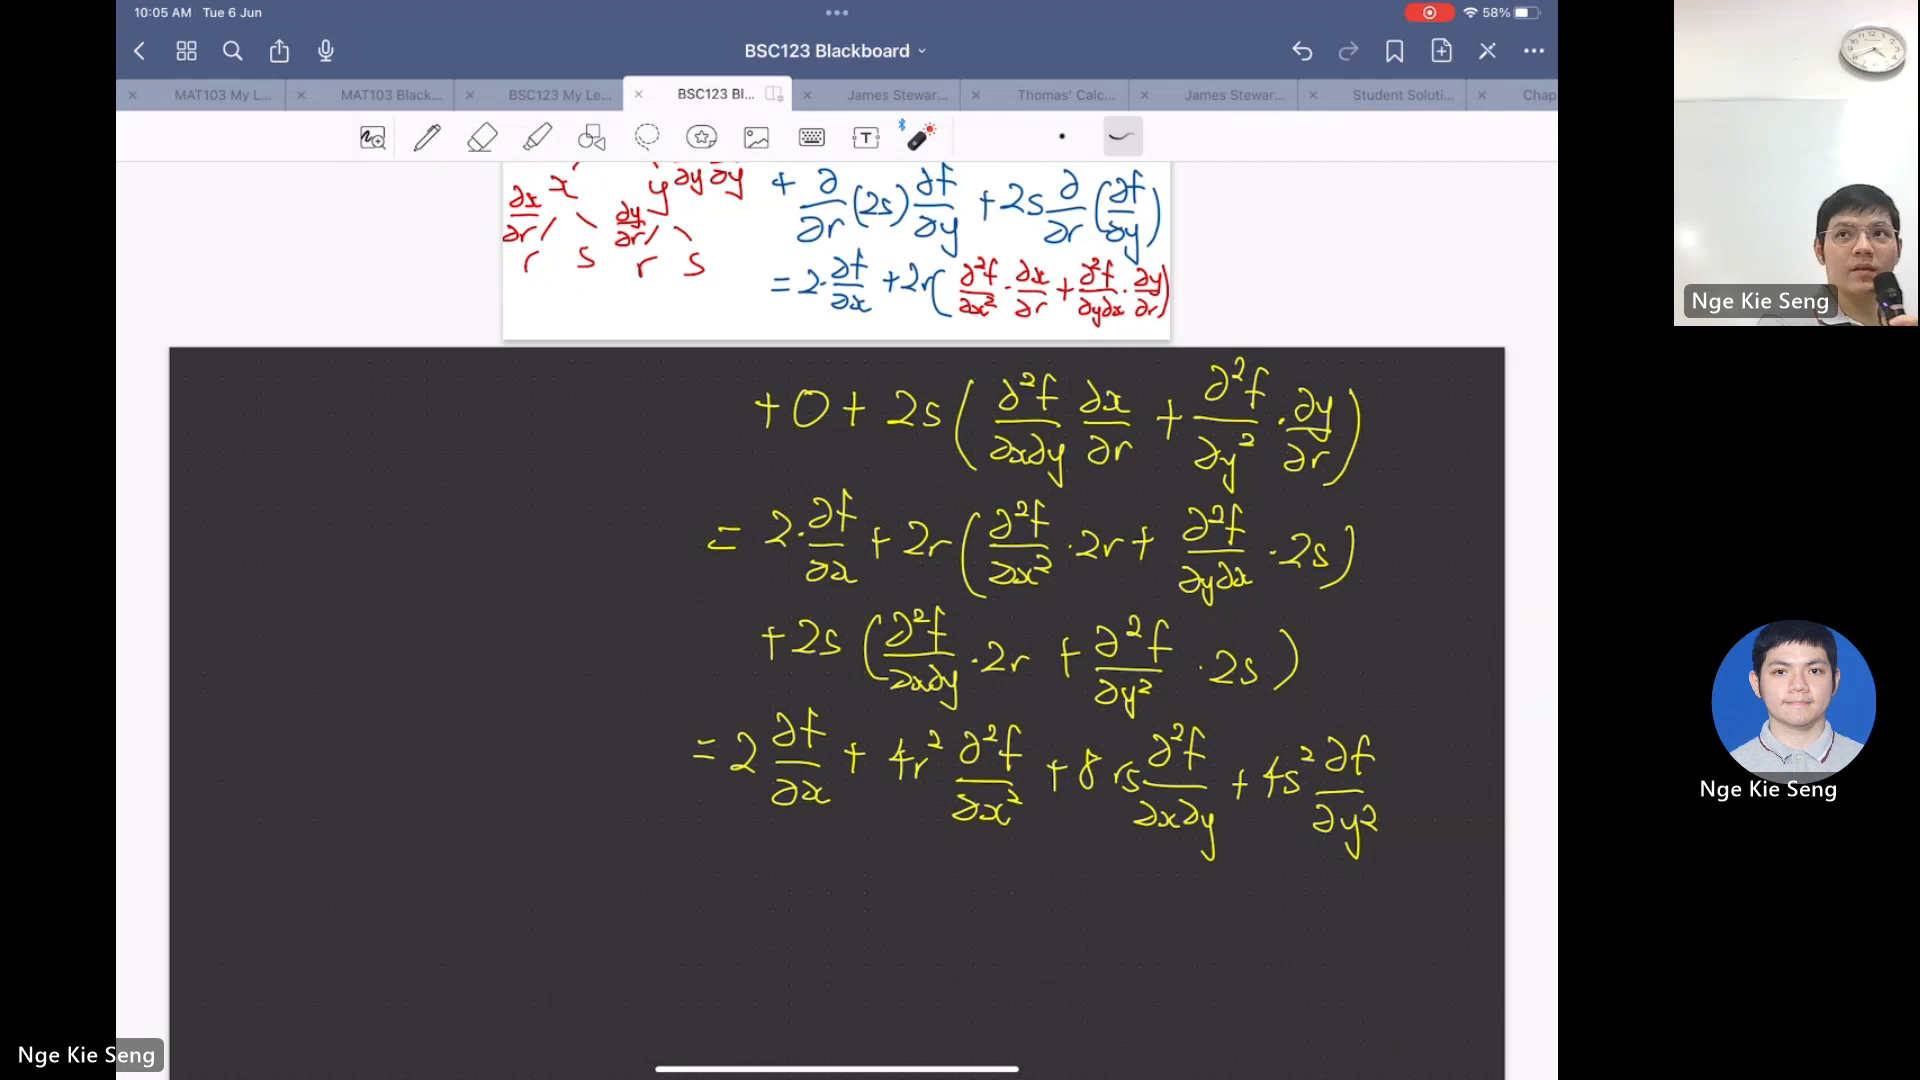 10:05 AM Tue 6 Jun
58%
BSC123 Blackboard
MAT103 My L...
MAT103 Black...
BSC123 My Le...
BSC123 Bl...
James Stewar...
Thomas' Calc...
James Stewar...
Student Soluti...
Chap
T
x y ∂y∂y
∂x/∂r ∂y/∂r
r s r s
+ ∂/∂r (2s) ∂f/∂y + 2s ∂/∂r (∂f/∂y)
= 2·∂f/∂x + 2r( ∂²f/∂x² · ∂x/∂r + ∂²f/∂y∂x · ∂y/∂r )
+ 0 + 2s ( ∂²f/∂x∂y ∂x/∂r + ∂²f/∂y² · ∂y/∂r )
= 2·∂f/∂x + 2r ( ∂²f/∂x² · 2r + ∂²f/∂y∂x · 2s )
+ 2s ( ∂²f/∂x∂y · 2r + ∂²f/∂y² · 2s )
= 2 ∂f/∂x + 4r² ∂²f/∂x² + 8rs ∂²f/∂x∂y + 4s² ∂f/∂y²
Nge Kie Seng
Nge Kie Seng
Nge Kie Seng